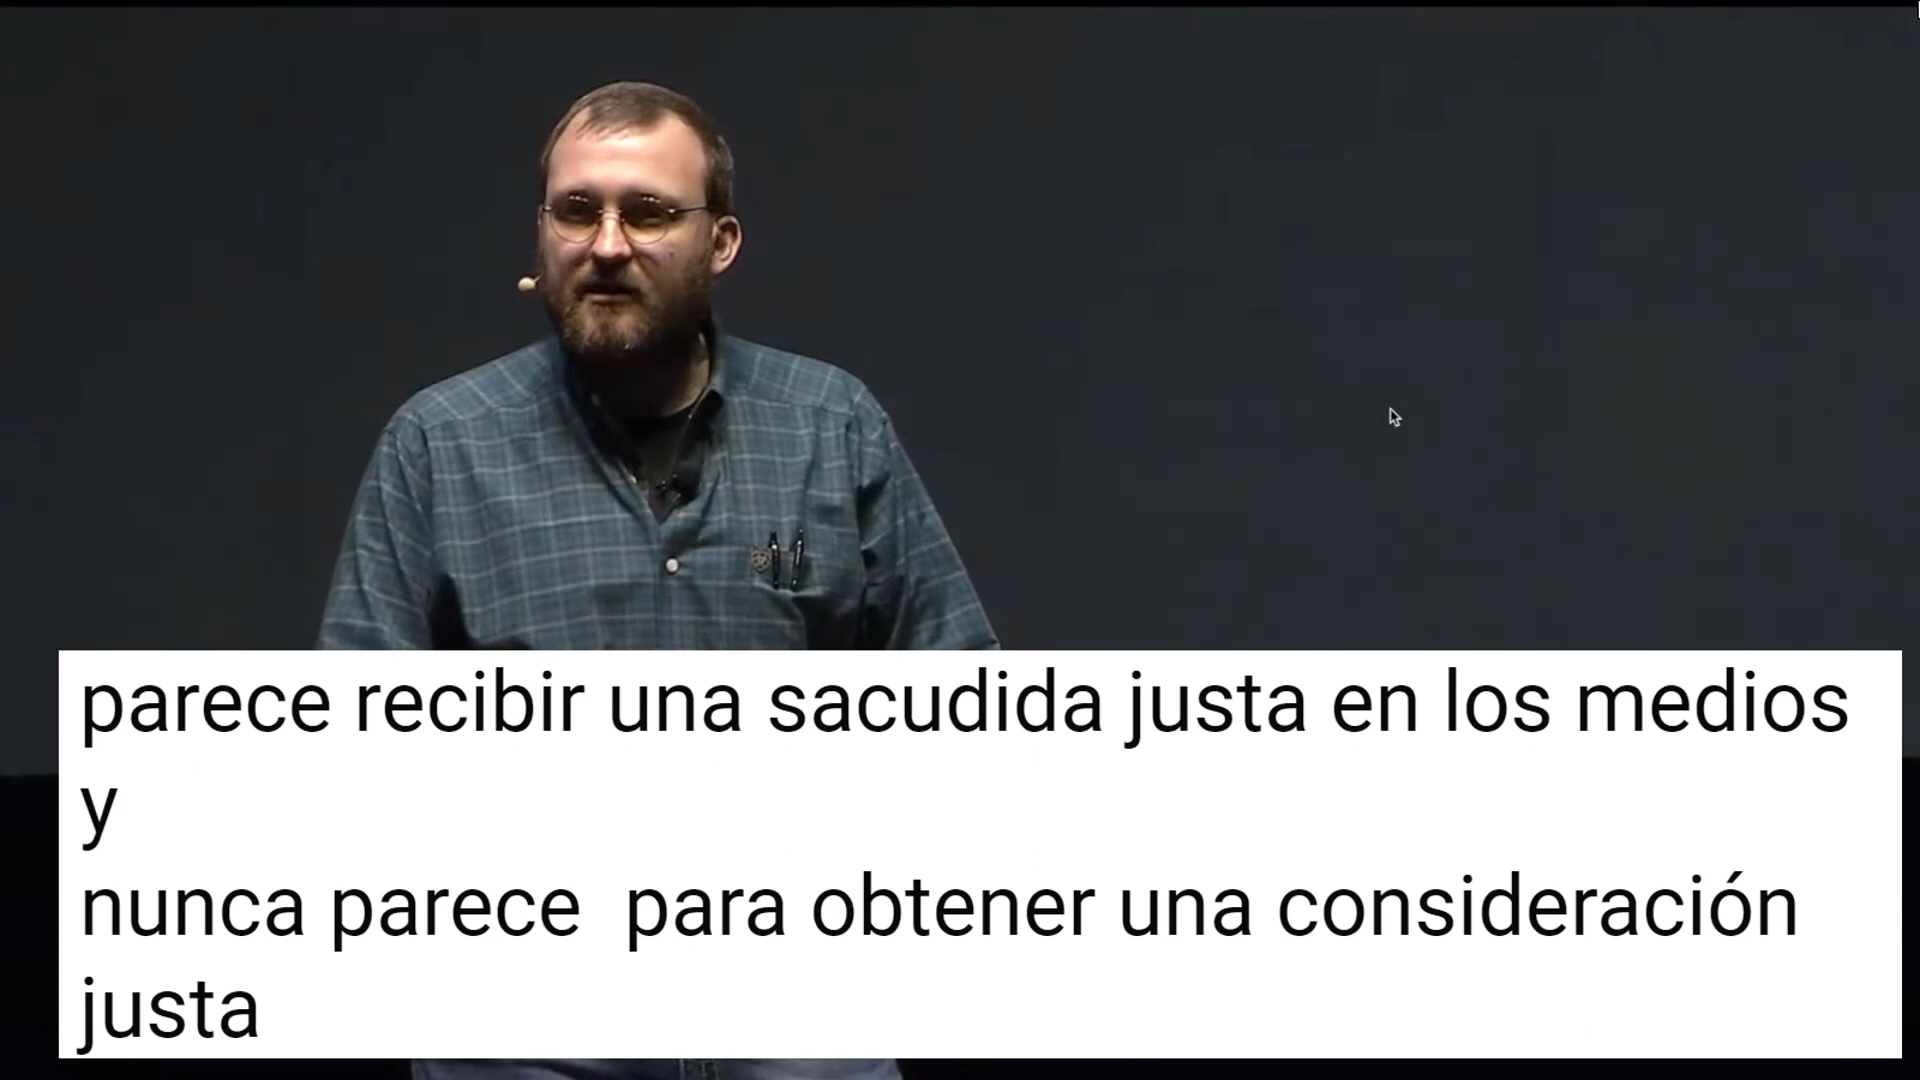 parece recibir una sacudida justa en los medios
y
nunca parece  para obtener una consideración
justa